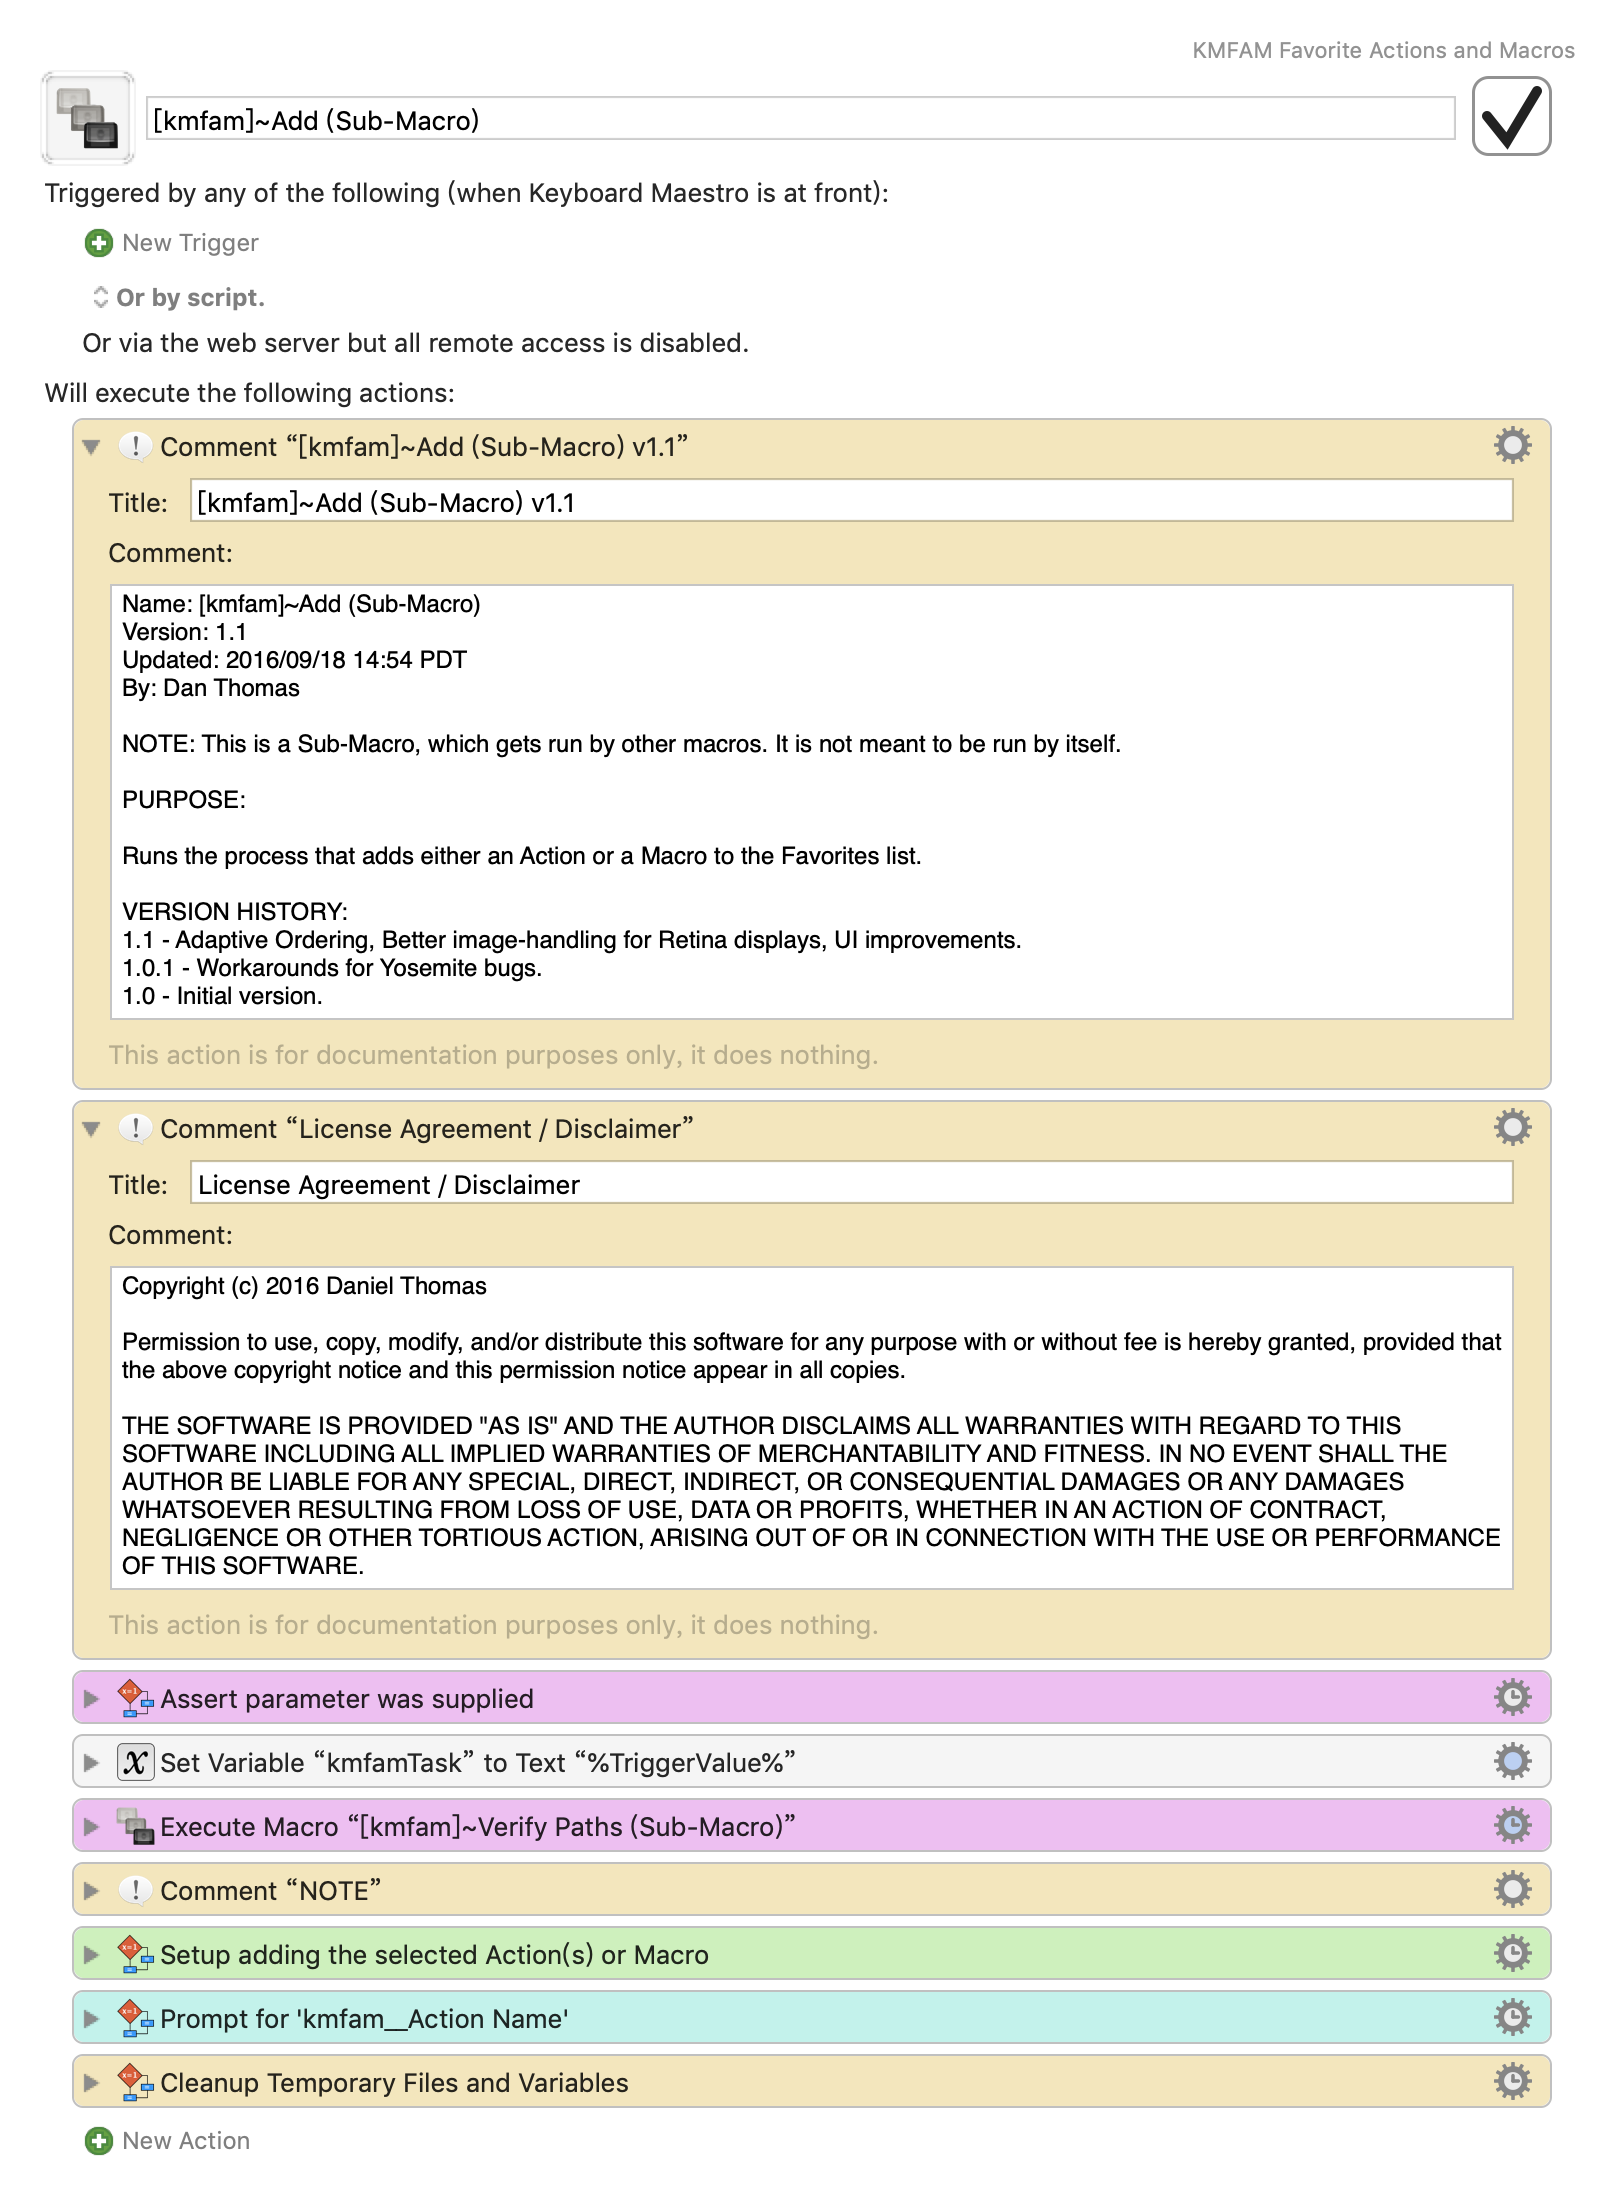 KMFAM Favorite Actions and Macros
[kmfam]~Add (Sub-Macro)
Triggered by any of the following (when Keyboard Maestro is at front):
New Trigger
Or by script.
Or via the web server but all remote access is disabled.
Will execute the following actions:
Comment “[kmfam]~Add (Sub-Macro) v1.1”
Title: [kmfam]~Add (Sub-Macro) v1.1
Comment:
Name: [kmfam]~Add (Sub-Macro)
Version: 1.1
Updated: 2016/09/18 14:54 PDT
By: Dan Thomas
NOTE: This is a Sub-Macro, which gets run by other macros. It is not meant to be run by itself.
PURPOSE:
Runs the process that adds either an Action or a Macro to the Favorites list.
VERSION HISTORY:
1.1 - Adaptive Ordering, Better image-handling for Retina displays, UI improvements.
1.0.1 - Workarounds for Yosemite bugs.
1.0 - Initial version.
This action is for documentation purposes only, it does nothing.
Comment “License Agreement / Disclaimer”
Title: License Agreement / Disclaimer
Comment:
Copyright (c) 2016 Daniel Thomas
Permission to use, copy, modify, and/or distribute this software for any purpose with or without fee is hereby granted, provided that
the above copyright notice and this permission notice appear in all copies.
THE SOFTWARE IS PROVIDED "AS IS" AND THE AUTHOR DISCLAIMS ALL WARRANTIES WITH REGARD TO THIS
SOFTWARE INCLUDING ALL IMPLIED WARRANTIES OF MERCHANTABILITY AND FITNESS. IN NO EVENT SHALL THE
AUTHOR BE LIABLE FOR ANY SPECIAL, DIRECT, INDIRECT, OR CONSEQUENTIAL DAMAGES OR ANY DAMAGES
WHATSOEVER RESULTING FROM LOSS OF USE, DATA OR PROFITS, WHETHER IN AN ACTION OF CONTRACT,
NEGLIGENCE OR OTHER TORTIOUS ACTION, ARISING OUT OF OR IN CONNECTION WITH THE USE OR PERFORMANCE
OF THIS SOFTWARE.
This action is for documentation purposes only, it does nothing.
Assert parameter was supplied
Set Variable “kmfamTask” to Text “%TriggerValue%”
Execute Macro “[kmfam]~Verify Paths (Sub-Macro)”
Comment “NOTE”
Setup adding the selected Action(s) or Macro
Prompt for 'kmfam__Action Name'
Cleanup Temporary Files and Variables
New Action